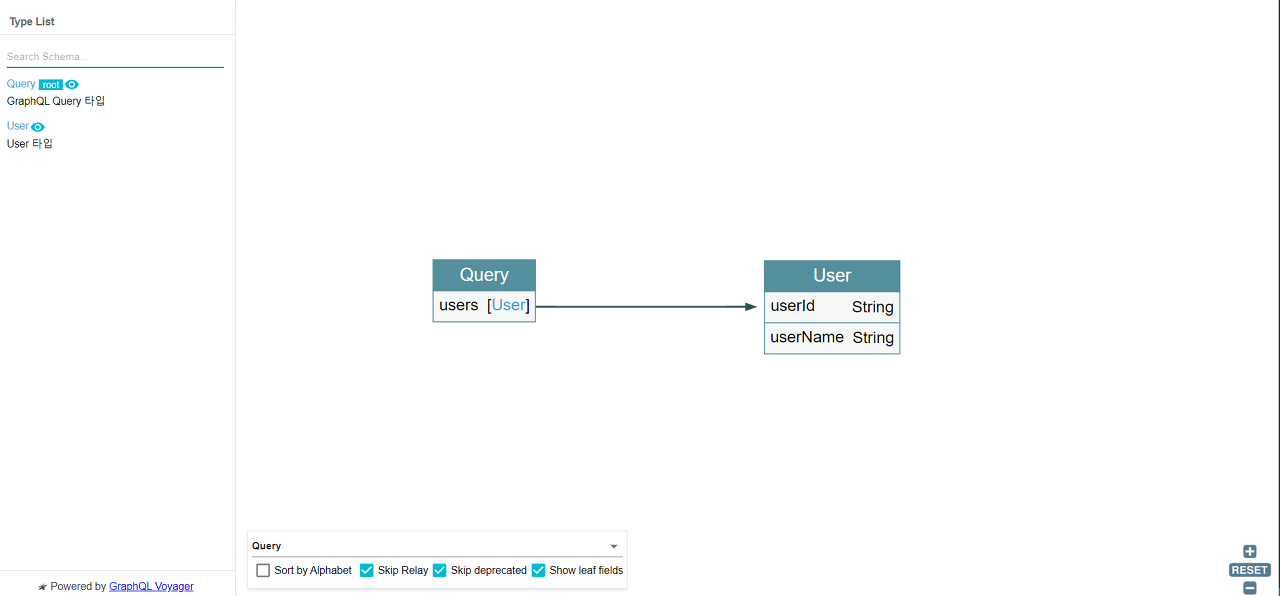 Type List
Search Schema...
Query root
GraphQL Query 타입
User
User 타입
Query
users [User]
User
userId String
userName String
Query
Sort by Alphabet Skip Relay Skip deprecated Show leaf fields
RESET
Powered by GraphQL Voyager